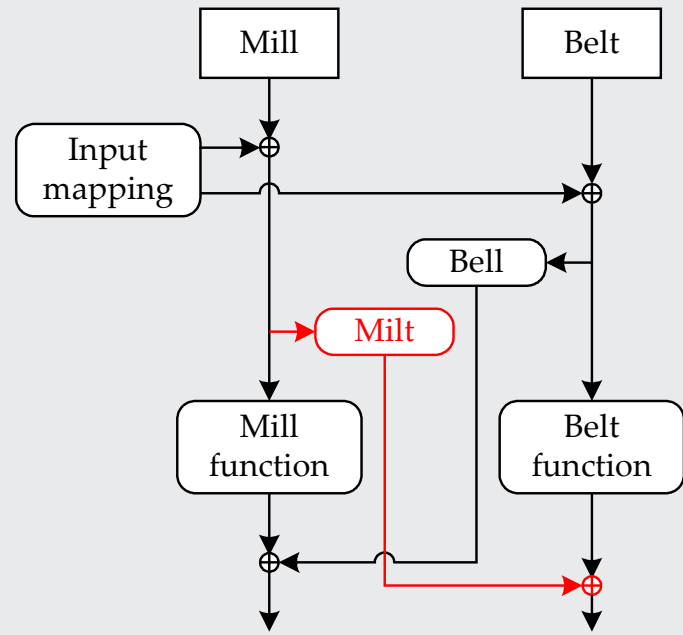 Mill
Belt
Input
mapping
Bell
Milt
Mill
function
Belt
function